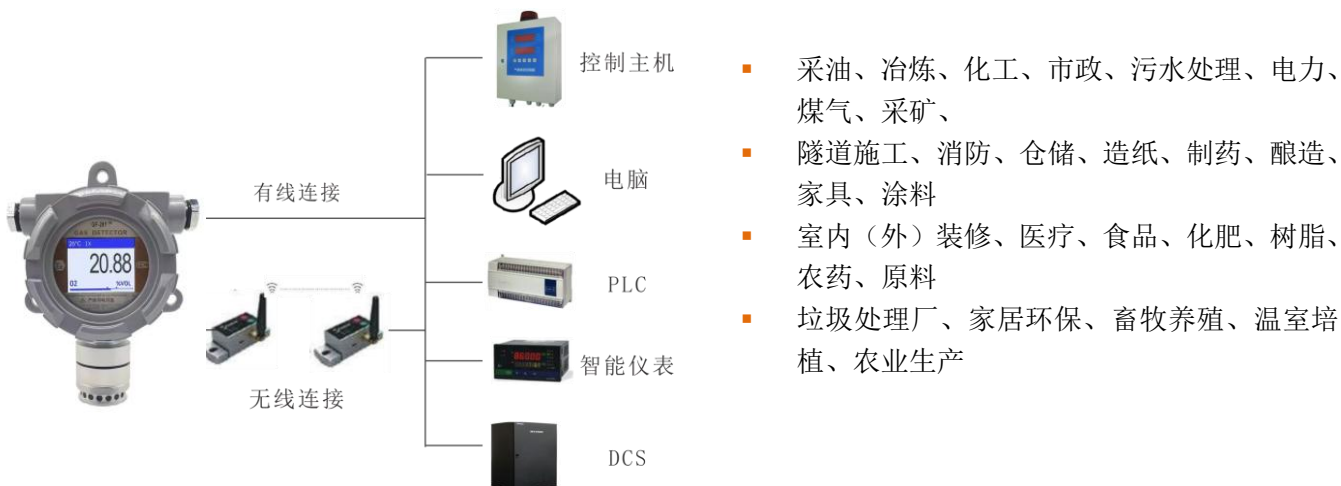 控制主机
电脑
PLC
智能仪表
DCS
有线连接
无线连接
GAS DETECTOR
20.88
O2 %VOL
采油、冶炼、化工、市政、污水处理、电力、
煤气、采矿、
隧道施工、消防、仓储、造纸、制药、酿造、
家具、涂料
室内（外）装修、医疗、食品、化肥、树脂、
农药、原料
垃圾处理厂、家居环保、畜牧养殖、温室培
植、农业生产